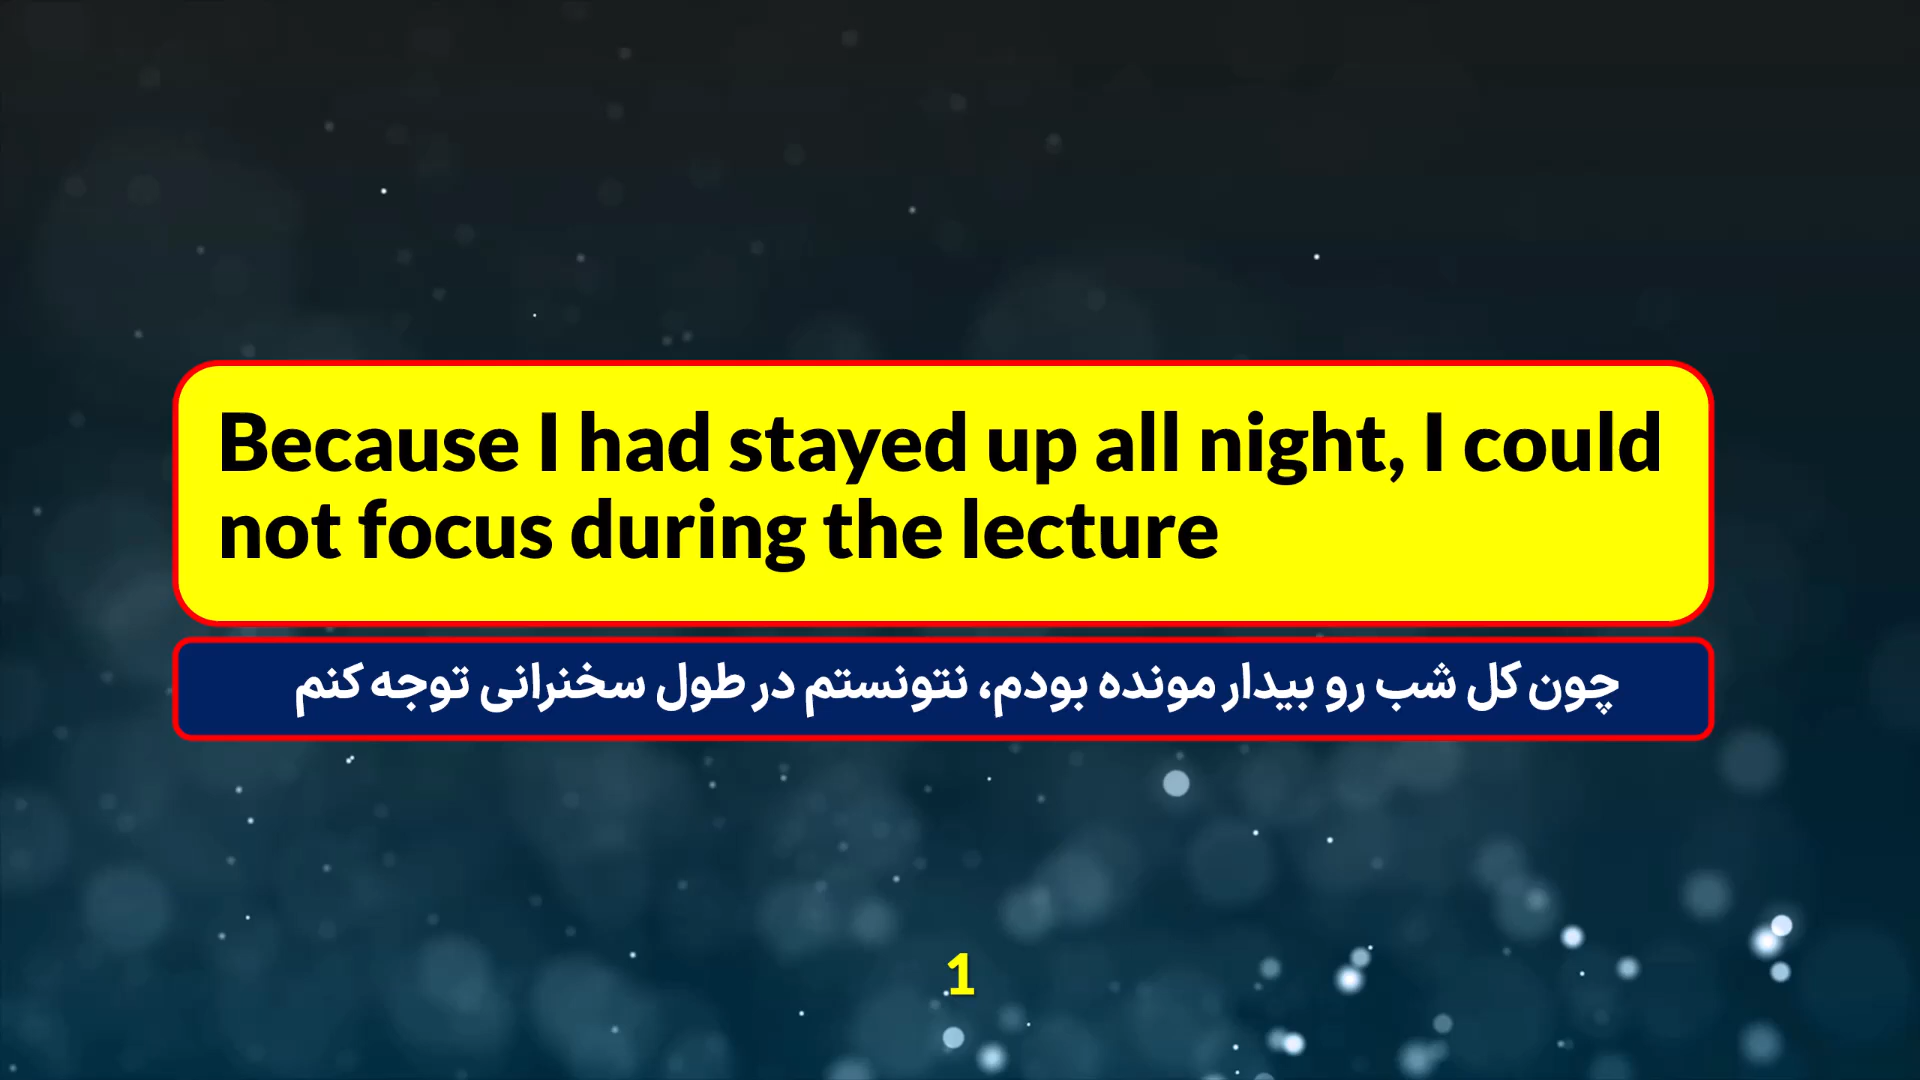 Because I had stayed up all night, I could
not focus during the lecture
چون کل شب رو بیدار مونده بودم، نتونستم در طول سخنرانی توجه کنم
1